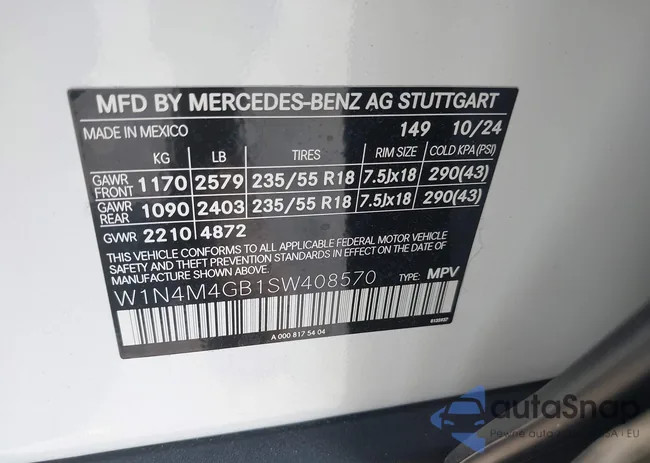 MFD BY MERCEDES-BENZ AG STUTTGART
MADE IN MEXICO 149 10/24
KG LB TIRES RIM SIZE COLD KPA(PSI)
GAWR FRONT 1170 2579 235/55 R18 7.5Jx18 290(43)
GAWR REAR 1090 2403 235/55 R18 7.5Jx18 290(43)
GVWR 2210 4872
THIS VEHICLE CONFORMS TO ALL APPLICABLE FEDERAL MOTOR VEHICLE
SAFETY AND THEFT PREVENTION STANDARDS IN EFFECT ON THE DATE OF
MANUFACTURE SHOWN ABOVE.
W1N4M4GB1SW408570 TYPE: MPV
A 000 817 54 04
autoSnap
Pewne auto USA - EU